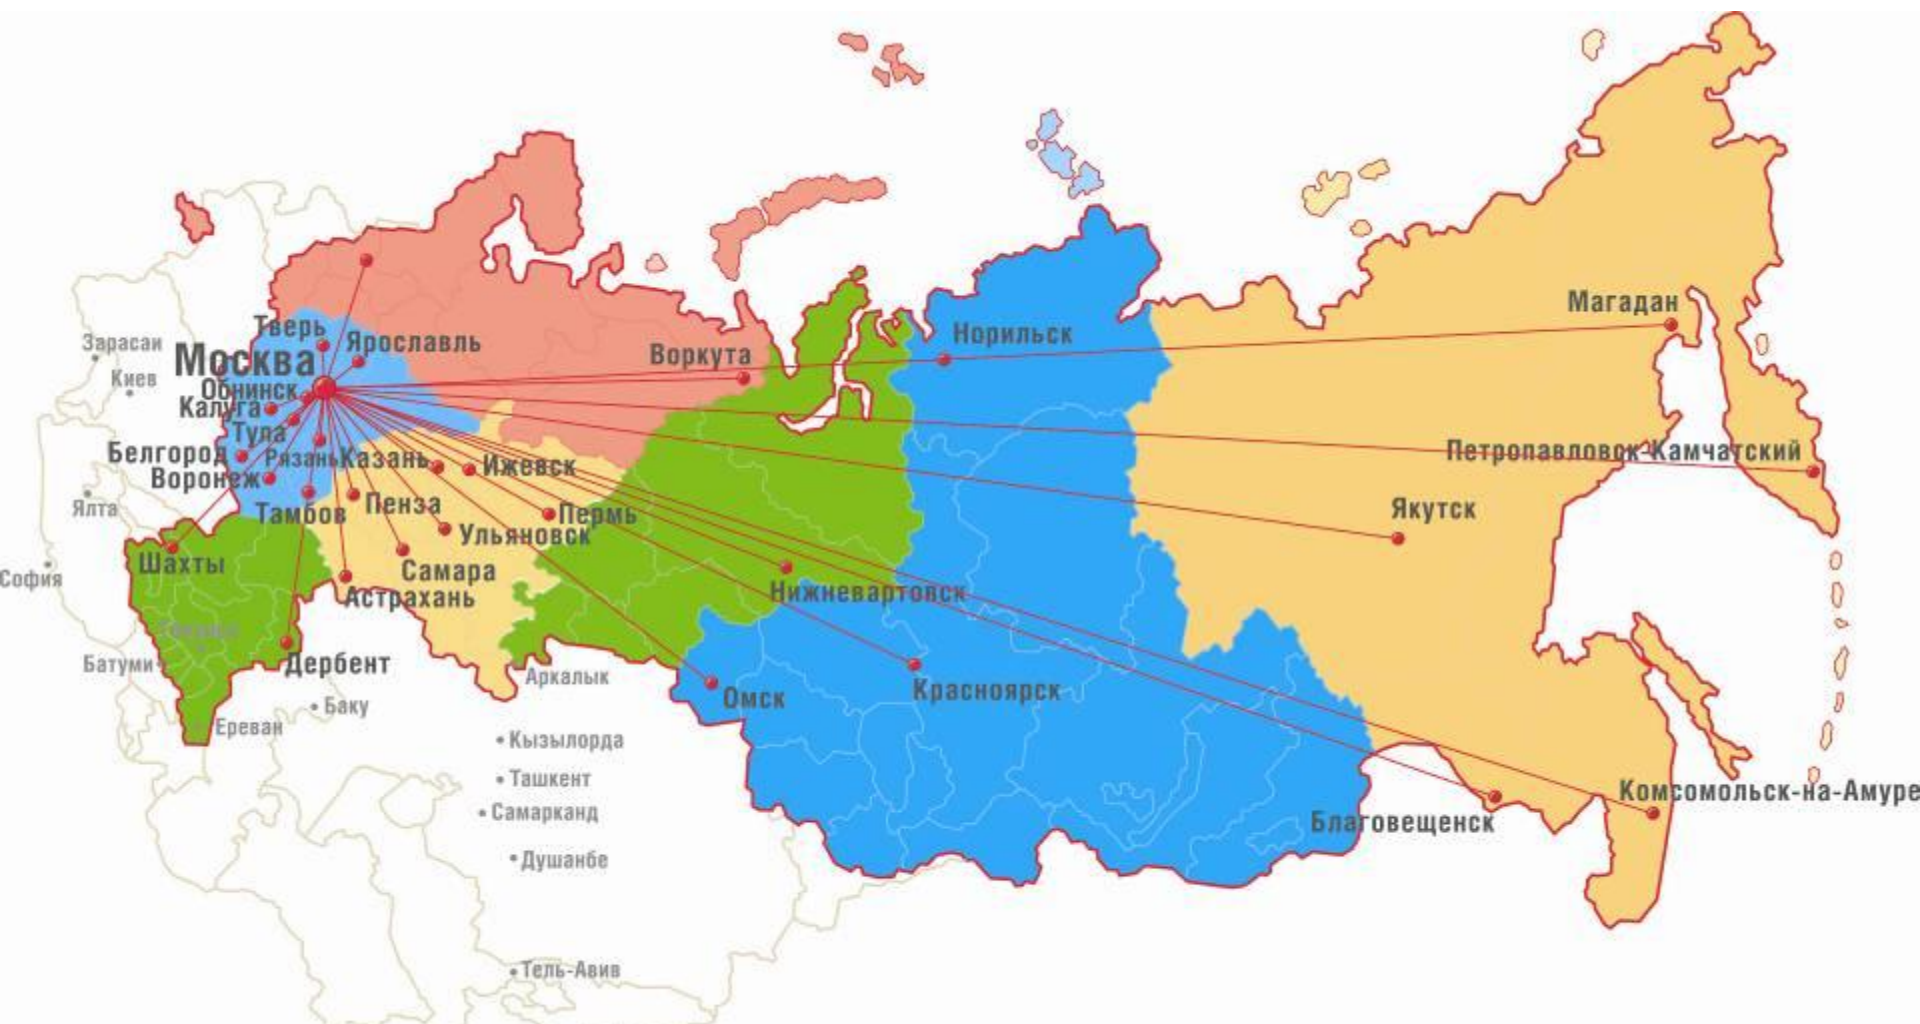 Магадан
Тверь
Норильск
Ярославль
Зарасаи
Москва
Воркута
Киев
Обнинск
Калуга
Тула
Белгород
Рязань
Казань
Ижевск
Петропавловск-Камчатский
Воронеж
Ялта
Тамбов
Пенза
Пермь
Якутск
Ульяновск
Шахты
Самара
София
Астрахань
Нижневартовск
Батуми
Дербент
Аркалык
Омск
Красноярск
Баку
Ереван
Кызылорда
Ташкент
Самарканд
Комсомольск-на-Амуре
Благовещенск
Душанбе
Тель-Авив